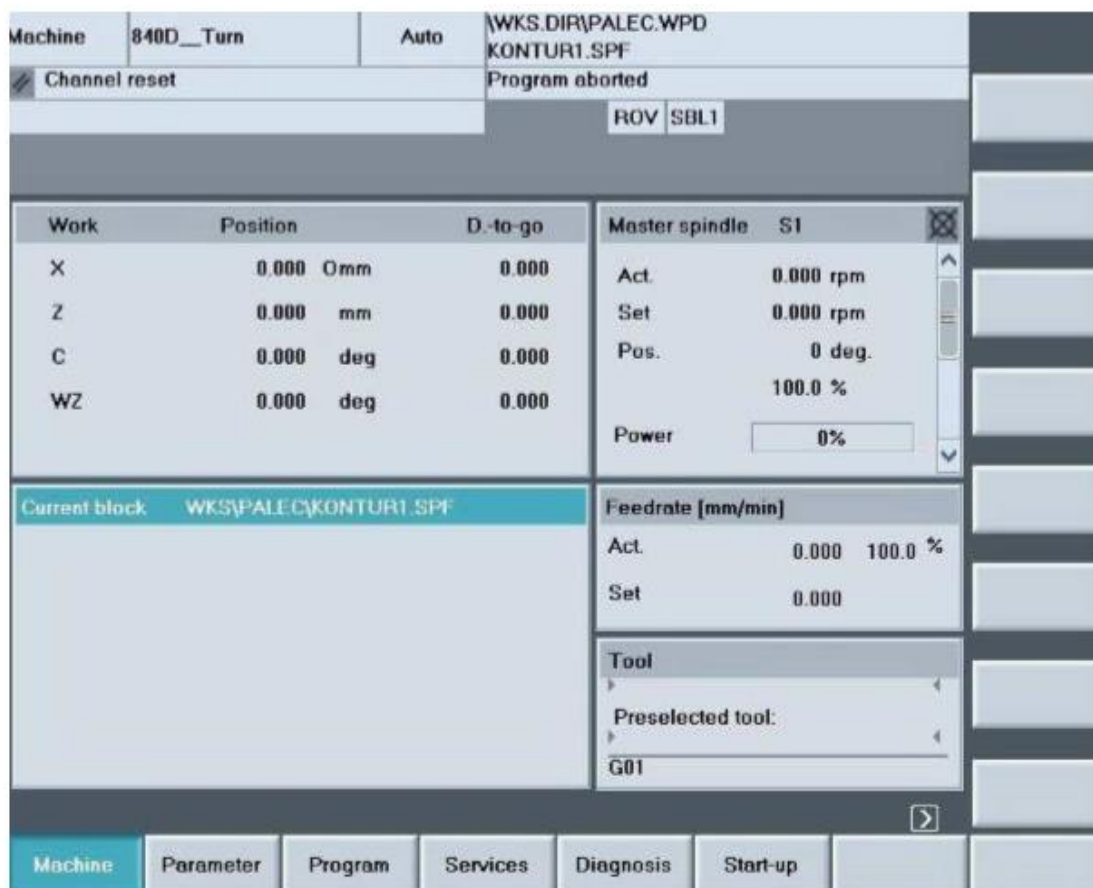 Machine 840D__Turn Auto \WKS.DIR\PALEC.WPD
KONTUR1.SPF
Channel reset Program aborted
ROV SBL1
Work Position D.-to-go
X 0.000 Omm 0.000
Z 0.000 mm 0.000
C 0.000 deg 0.000
WZ 0.000 deg 0.000
Master spindle S1
Act. 0.000 rpm
Set 0.000 rpm
Pos. 0 deg.
100.0 %
Power 0%
Current block WKS\PALEC\KONTUR1.SPF
Feedrate [mm/min]
Act. 0.000 100.0 %
Set 0.000
Tool
Preselected tool:
G01
Machine Parameter Program Services Diagnosis Start-up